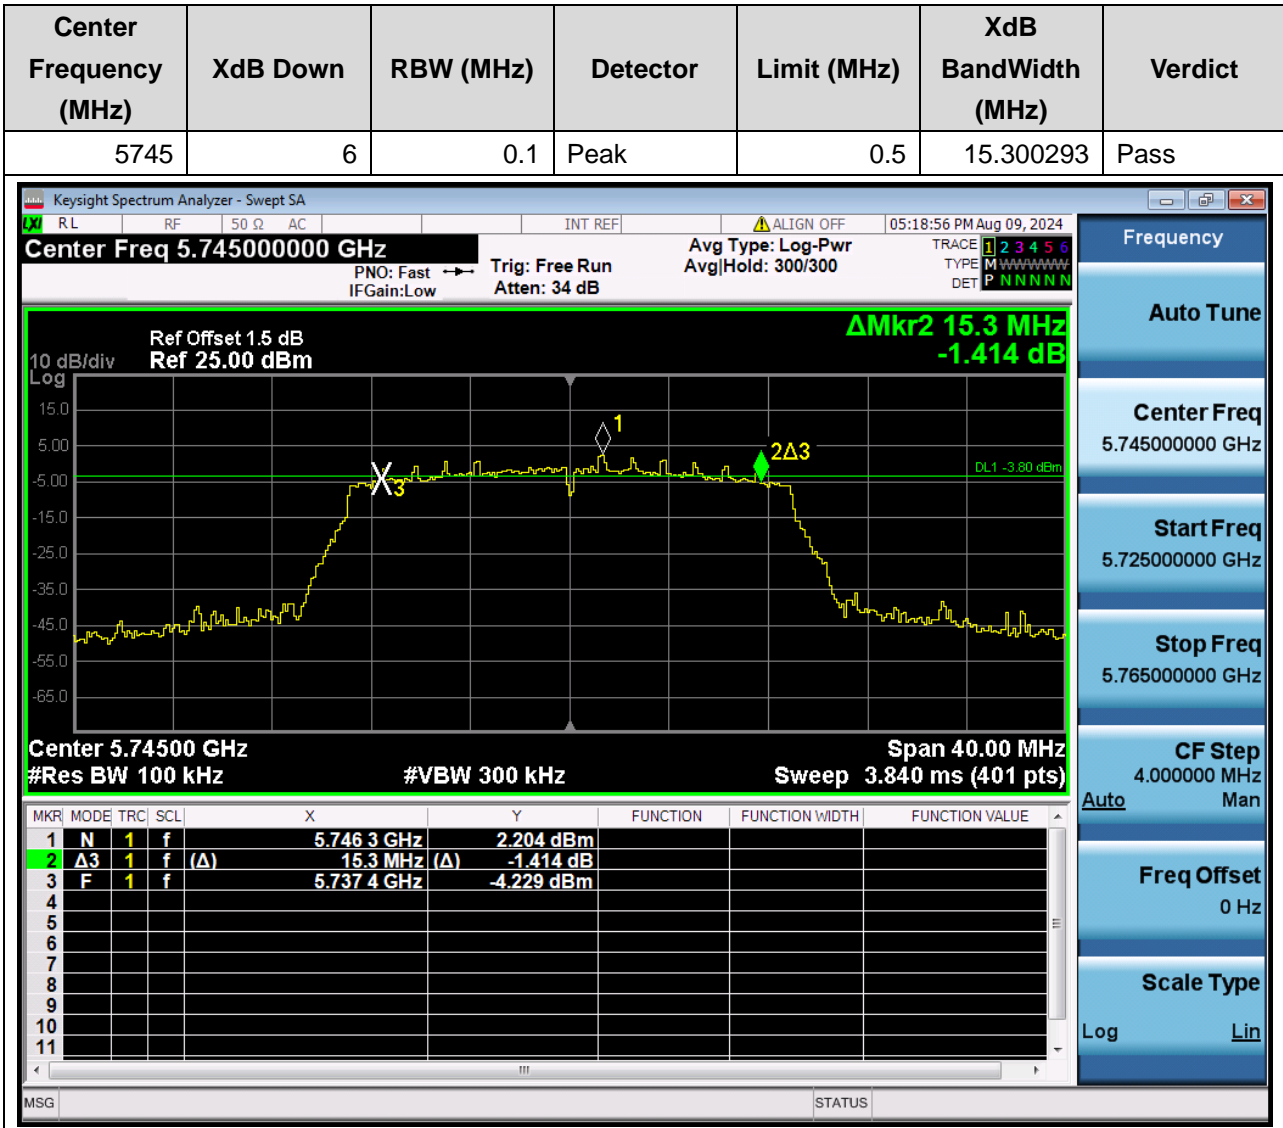 Center Frequency (MHz) XdB Down RBW (MHz) Detector Limit (MHz) XdB BandWidth (MHz) Verdict
5745 6 0.1 Peak 0.5 15.300293 Pass
Keysight Spectrum Analyzer - Swept SA
LXI RL RF 50 Ω AC INT REF ALIGN OFF 05:18:56 PM Aug 09, 2024
Center Freq 5.745000000 GHz
PNO: Fast
IFGain:Low
Trig: Free Run
Atten: 34 dB
Avg Type: Log-Pwr
Avg|Hold: 300/300
TRACE 1 2 3 4 5 6
TYPE M WWWWW
DET P N N N N N
Frequency
Auto Tune
Center Freq
5.745000000 GHz
Start Freq
5.725000000 GHz
Stop Freq
5.765000000 GHz
CF Step
4.000000 MHz
Auto Man
Freq Offset
0 Hz
Scale Type
Log Lin
ΔMkr2 15.3 MHz
-1.414 dB
Ref Offset 1.5 dB
10 dB/div Ref 25.00 dBm
Log
15.0
5.00
-5.00
-15.0
-25.0
-35.0
-45.0
-55.0
-65.0
1
2Δ3
3
DL1 -3.80 dBm
Center 5.74500 GHz Span 40.00 MHz
#Res BW 100 kHz #VBW 300 kHz Sweep 3.840 ms (401 pts)
MKR MODE TRC SCL X Y FUNCTION FUNCTION WIDTH FUNCTION VALUE
1 N 1 f 5.746 3 GHz 2.204 dBm
2 Δ3 1 f (Δ) 15.3 MHz (Δ) -1.414 dB
3 F 1 f 5.737 4 GHz -4.229 dBm
4
5
6
7
8
9
10
11
MSG STATUS